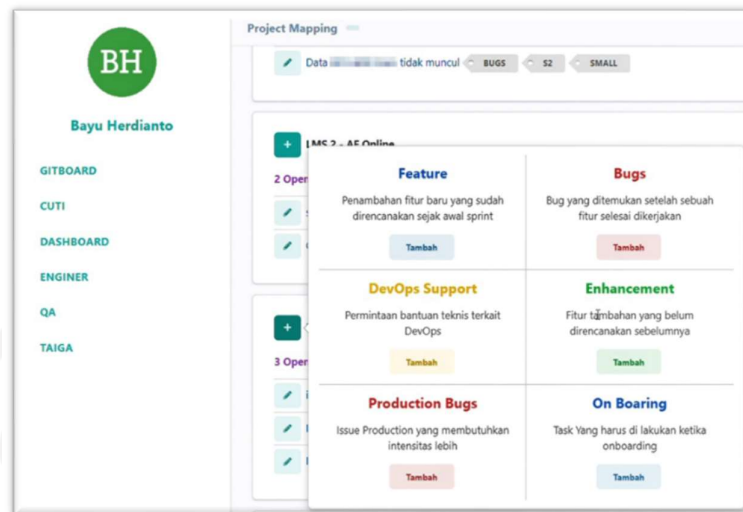 Project Mapping
BH
Bayu Herdianto
GITBOARD
CUTI
DASHBOARD
ENGINER
QA
TAIGA
Data tidak muncul BUGS S2 SMALL
+ LMS 2 - AF Online
2 Oper
+
3 Oper
Feature
Penambahan fitur baru yang sudah
direncanakan sejak awal sprint
Tambah
Bugs
Bug yang ditemukan setelah sebuah
fitur selesai dikerjakan
Tambah
DevOps Support
Permintaan bantuan teknis terkait
DevOps
Tambah
Enhancement
Fitur tambahan yang belum
direncanakan sebelumnya
Tambah
Production Bugs
Issue Production yang membutuhkan
intensitas lebih
Tambah
On Boaring
Task Yang harus di lakukan ketika
onboarding
Tambah